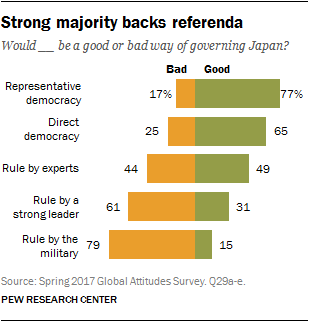 Strong majority backs referenda
Would __ be a good or bad way of governing Japan?
Bad Good
Representative
democracy 17% 77%
Direct
democracy 25 65
Rule by experts 44 49
Rule by a
strong leader 61 31
Rule by the
military 79 15
Source: Spring 2017 Global Attitudes Survey. Q29a-e.
PEW RESEARCH CENTER